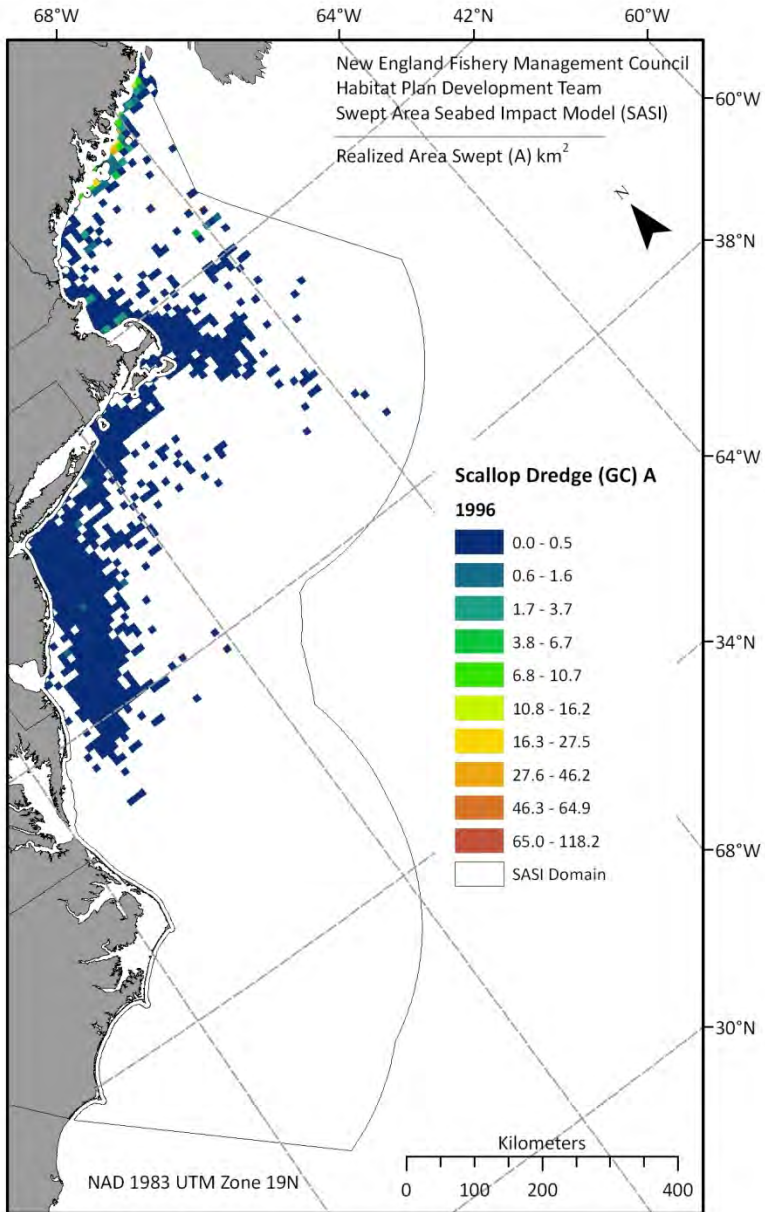 68°W 64°W 42°N 60°W
New England Fishery Management Council
Habitat Plan Development Team
Swept Area Seabed Impact Model (SASI)
Realized Area Swept (A) km²
60°W
N
38°N
64°W
Scallop Dredge (GC) A
1996
0.0 - 0.5
0.6 - 1.6
1.7 - 3.7
3.8 - 6.7
6.8 - 10.7
10.8 - 16.2
16.3 - 27.5
27.6 - 46.2
46.3 - 64.9
65.0 - 118.2
SASI Domain
34°N
68°W
30°N
Kilometers
0 100 200 300 400
NAD 1983 UTM Zone 19N